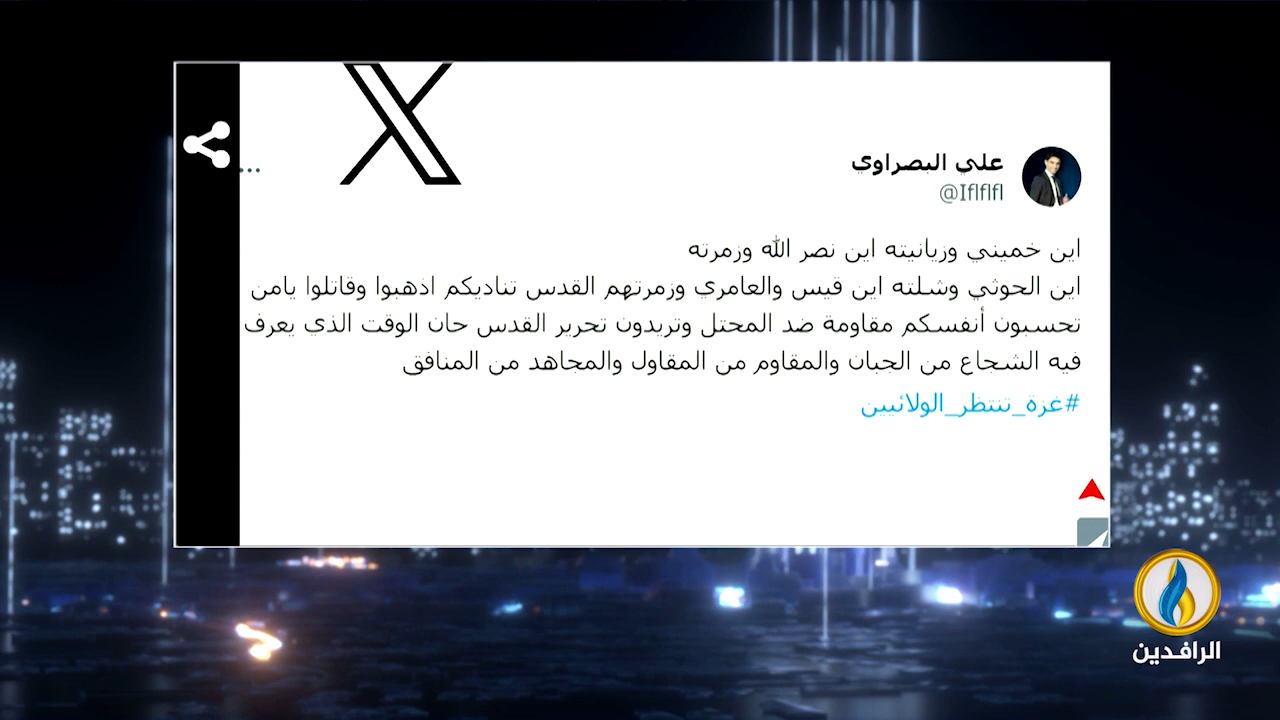 علي البصراوي
@Iflflfl
اين خميني وزبانيته اين نصر الله وزمرته
اين الحوثي وشلته اين قيس والعامري وزمرتهم القدس تناديكم اذهبوا وقاتلوا يامن
تحسبون أنفسكم مقاومة ضد المحتل وتريدون تحرير القدس حان الوقت الذي يعرف
فيه الشجاع من الجبان والمقاوم من المقاول والمجاهد من المنافق
#غزة_تنتظر_الولائيين
الرافدين